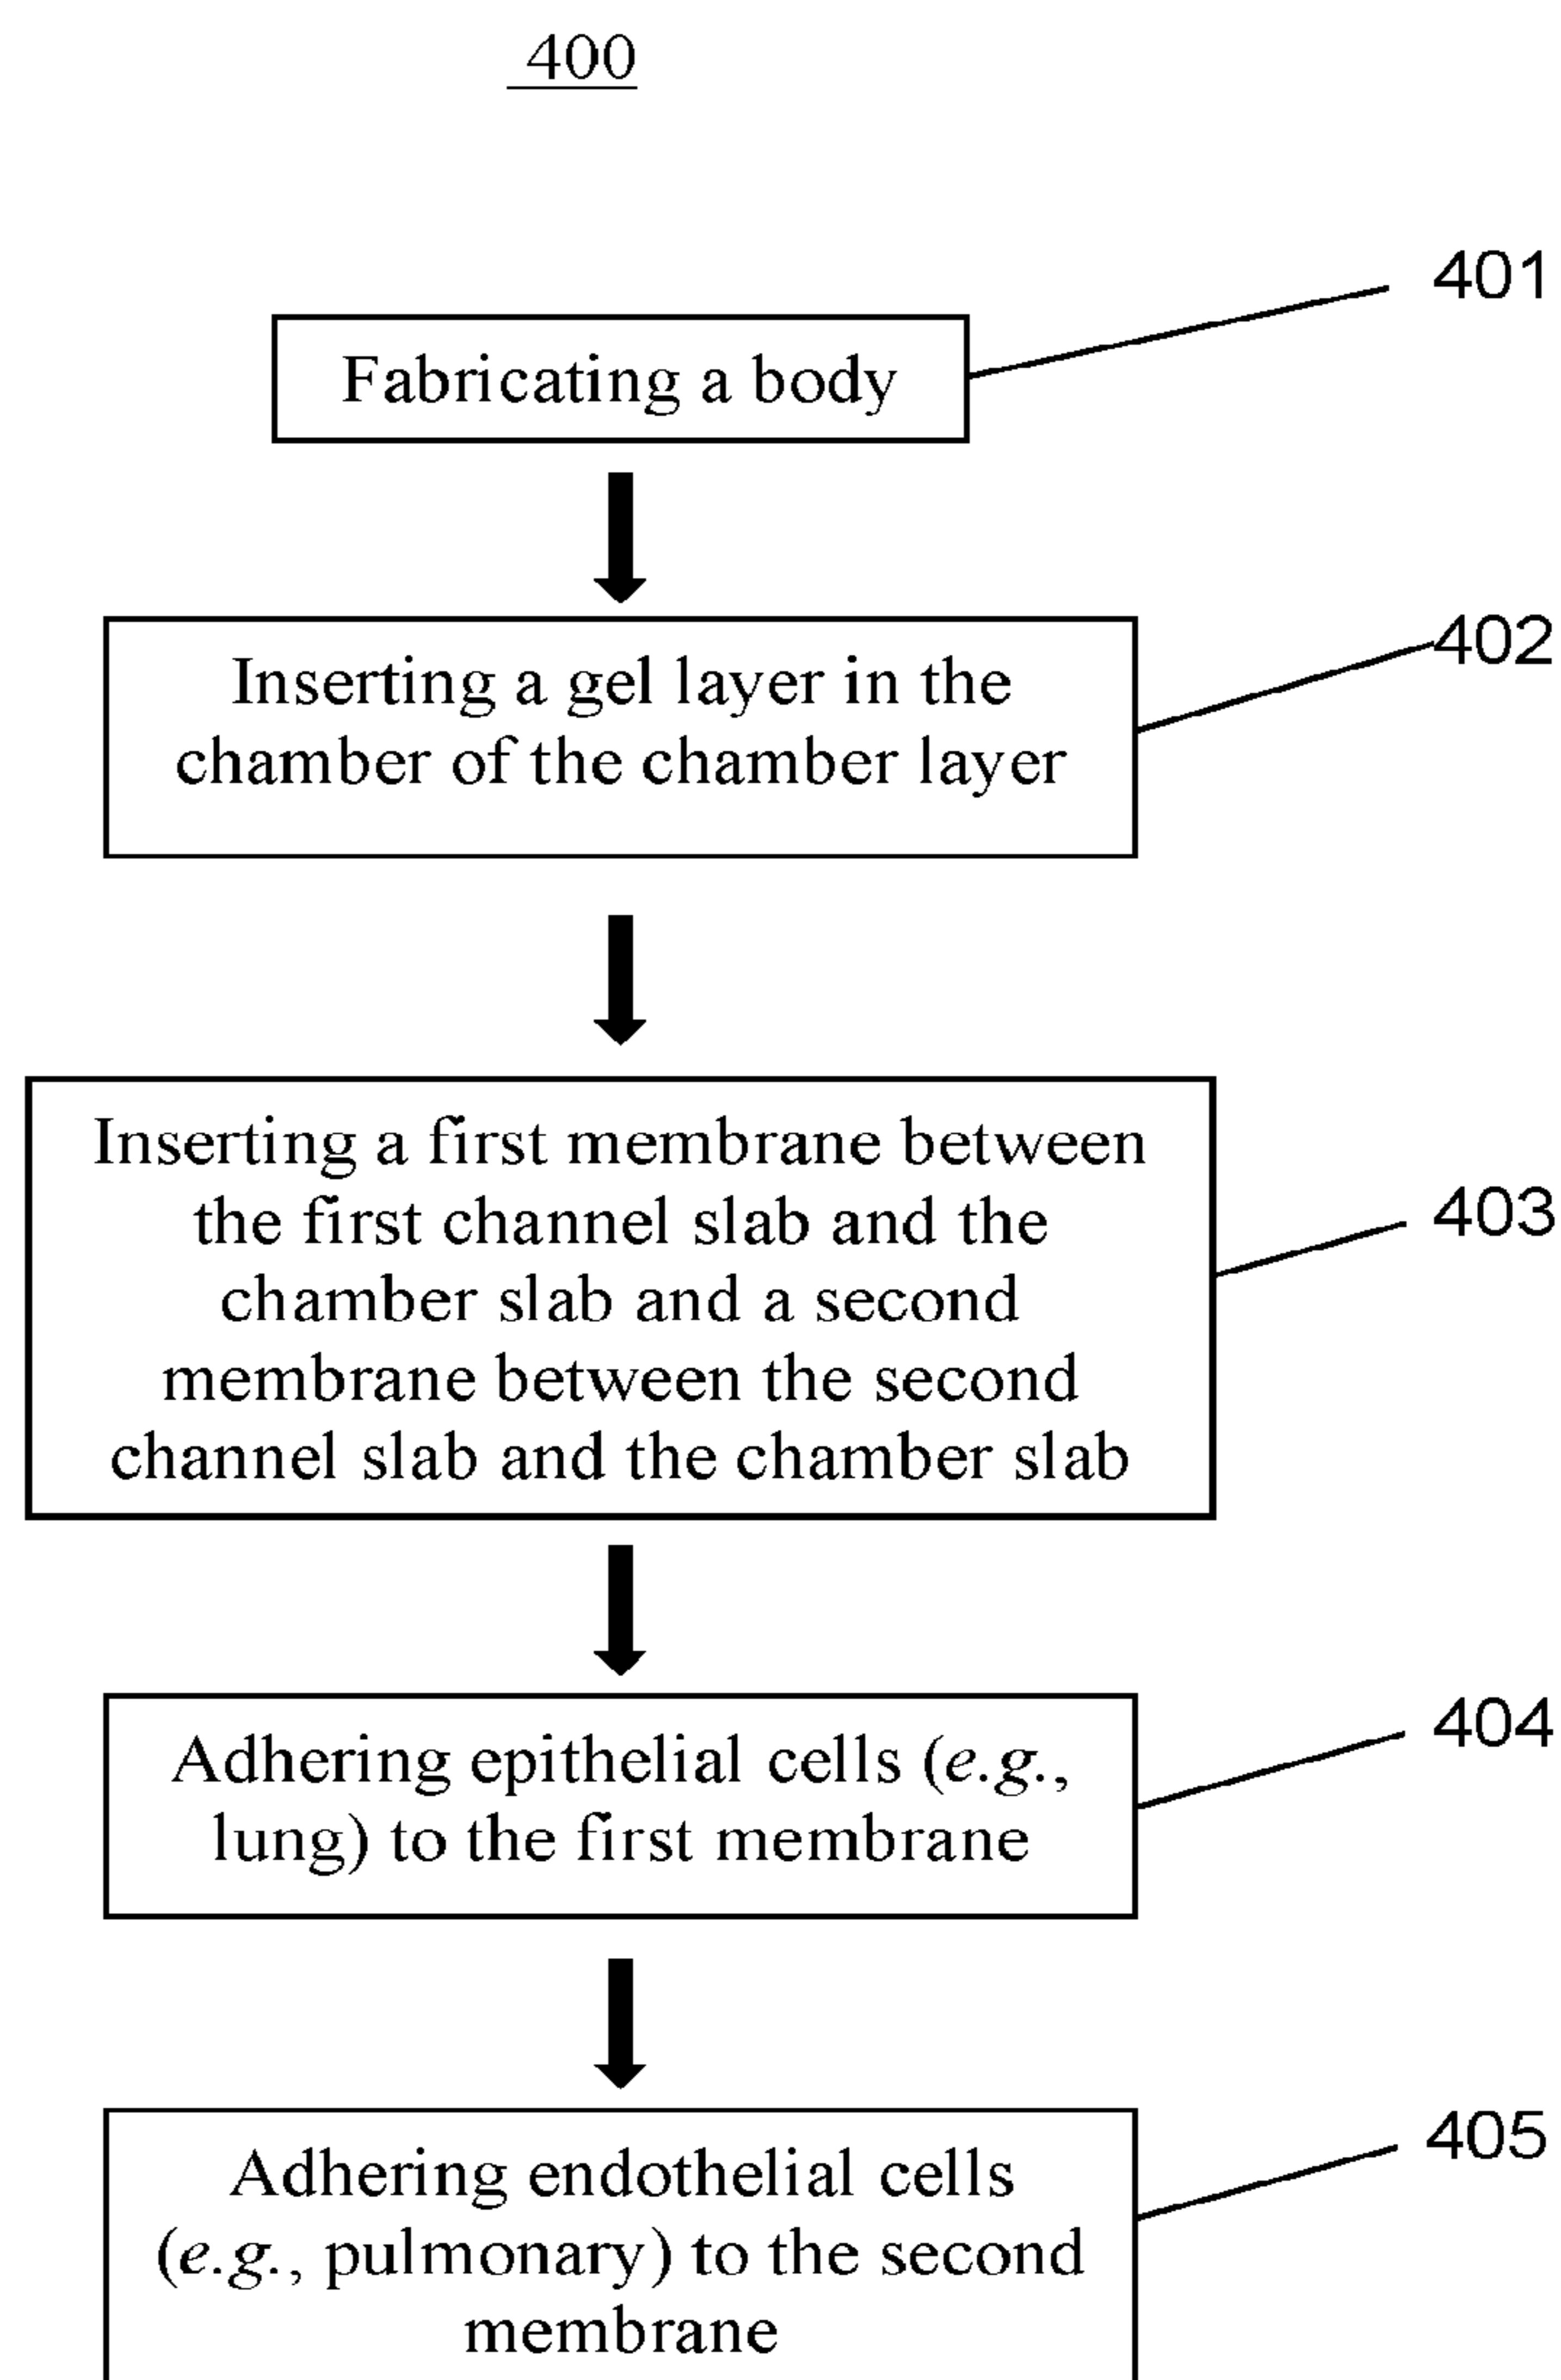 400
401
Fabricating a body
402
Inserting a gel layer in the
chamber of the chamber layer
Inserting a first membrane between
the first channel slab and the
403
chamber slab and a second
membrane between the second
channel slab and the chamber slab
404
Adhering epithelial cells (e.g.,
lung) to the first membrane
405
Adhering endothelial cells
(e.g., pulmonary) to the second
membrane